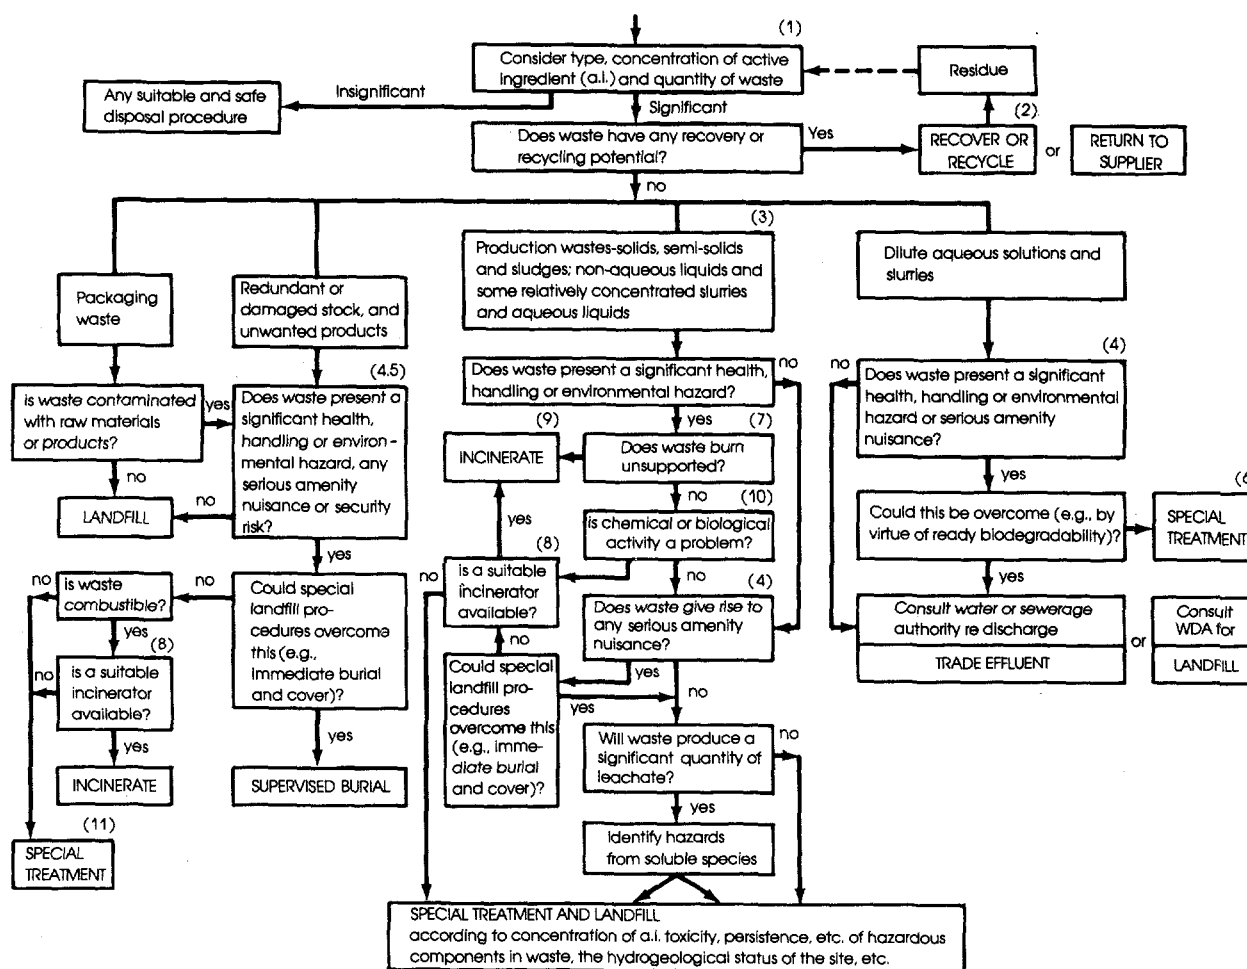 (1)
Consider type, concentration of active
ingredient (a.i.) and quantity of waste
Residue
Any suitable and safe
disposal procedure
Insignificant
Significant
(2)
Does waste have any recovery or
recycling potential?
Yes
RECOVER OR
RECYCLE
or
RETURN TO
SUPPLIER
no
(3)
Packaging
waste
Redundant or
damaged stock, and
unwanted products
Production wastes-solids, semi-solids
and sludges; non-aqueous liquids and
some relatively concentrated slurries
and aqueous liquids
Dilute aqueous solutions and
slurries
is waste contaminated
with raw materials
or products?
yes
no
LANDFILL
no
(4.5)
Does waste present a
significant health,
handling or environ-
mental hazard, any
serious amenity
nuisance or security
risk?
yes
Could special
landfill pro-
cedures overcome
this (e.g.,
immediate burial
and cover)?
no
yes
SUPERVISED BURIAL
is waste
combustible?
no
yes
(8)
is a suitable
incinerator
available?
no
yes
INCINERATE
(11)
SPECIAL
TREATMENT
Does waste present a significant health,
handling or environmental hazard?
no
yes
(7)
Does waste burn
unsupported?
(9)
INCINERATE
no
(10)
is chemical or biological
activity a problem?
yes
(8)
is a suitable
incinerator
available?
no
no
(4)
Does waste give rise to
any serious amenity
nuisance?
no
yes
no
Could special
landfill pro-
cedures
overcome this
(e.g., imme-
diate burial
and cover)?
yes
Will waste produce a
significant quantity of
leachate?
no
yes
Identify hazards
from soluble species
(4)
Does waste present a significant
health, handling or environmental
hazard or serious amenity
nuisance?
no
yes
Could this be overcome (e.g., by
virtue of ready biodegradability)?
(6
SPECIAL
TREATMENT
yes
Consult water or sewerage
authority re discharge
TRADE EFFLUENT
or
Consult
WDA for
LANDFILL
SPECIAL TREATMENT AND LANDFILL
according to concentration of a.i. toxicity, persistence, etc. of hazardous
components in waste, the hydrogeological status of the site, etc.